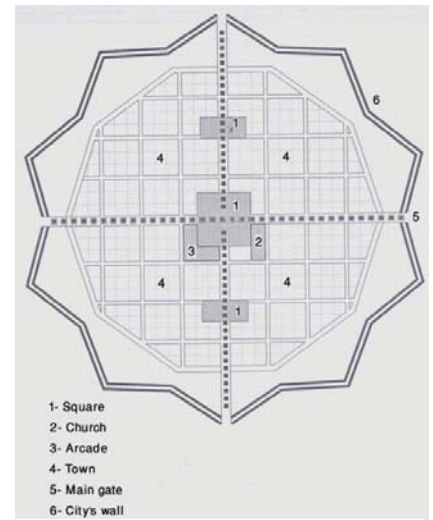 1
6
4
4
1
5
3
2
4
4
1
1- Square
2- Church
3- Arcade
4- Town
5- Main gate
6- City's wall